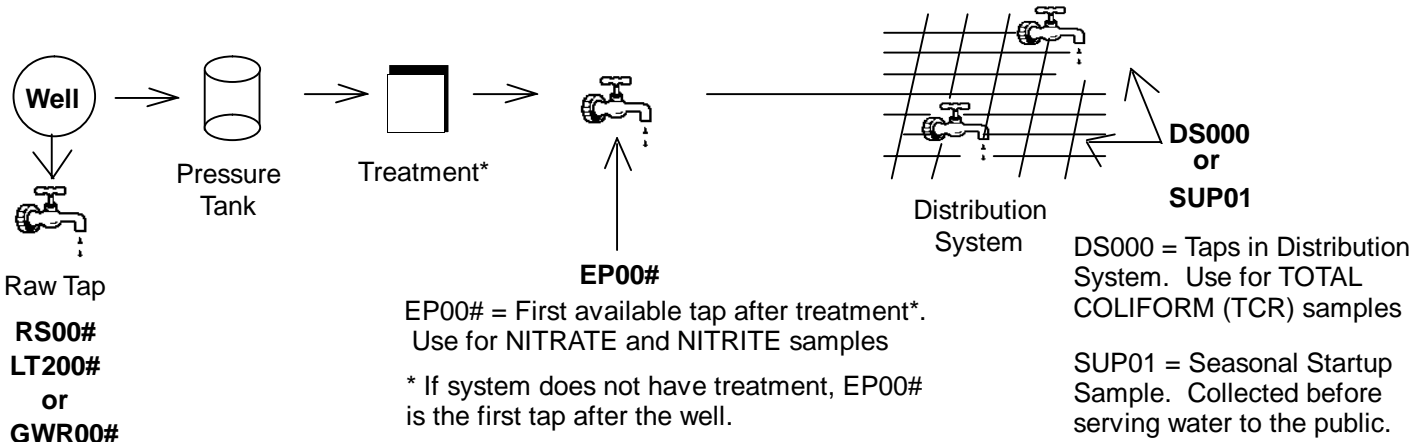 Well
Pressure
Tank
Treatment*
Raw Tap
RS00#
LT200#
or
GWR00#
EP00#
EP00# = First available tap after treatment*.
Use for NITRATE and NITRITE samples
* If system does not have treatment, EP00#
is the first tap after the well.
Distribution
System
DS000
or
SUP01
DS000 = Taps in Distribution
System. Use for TOTAL
COLIFORM (TCR) samples
SUP01 = Seasonal Startup
Sample. Collected before
serving water to the public.